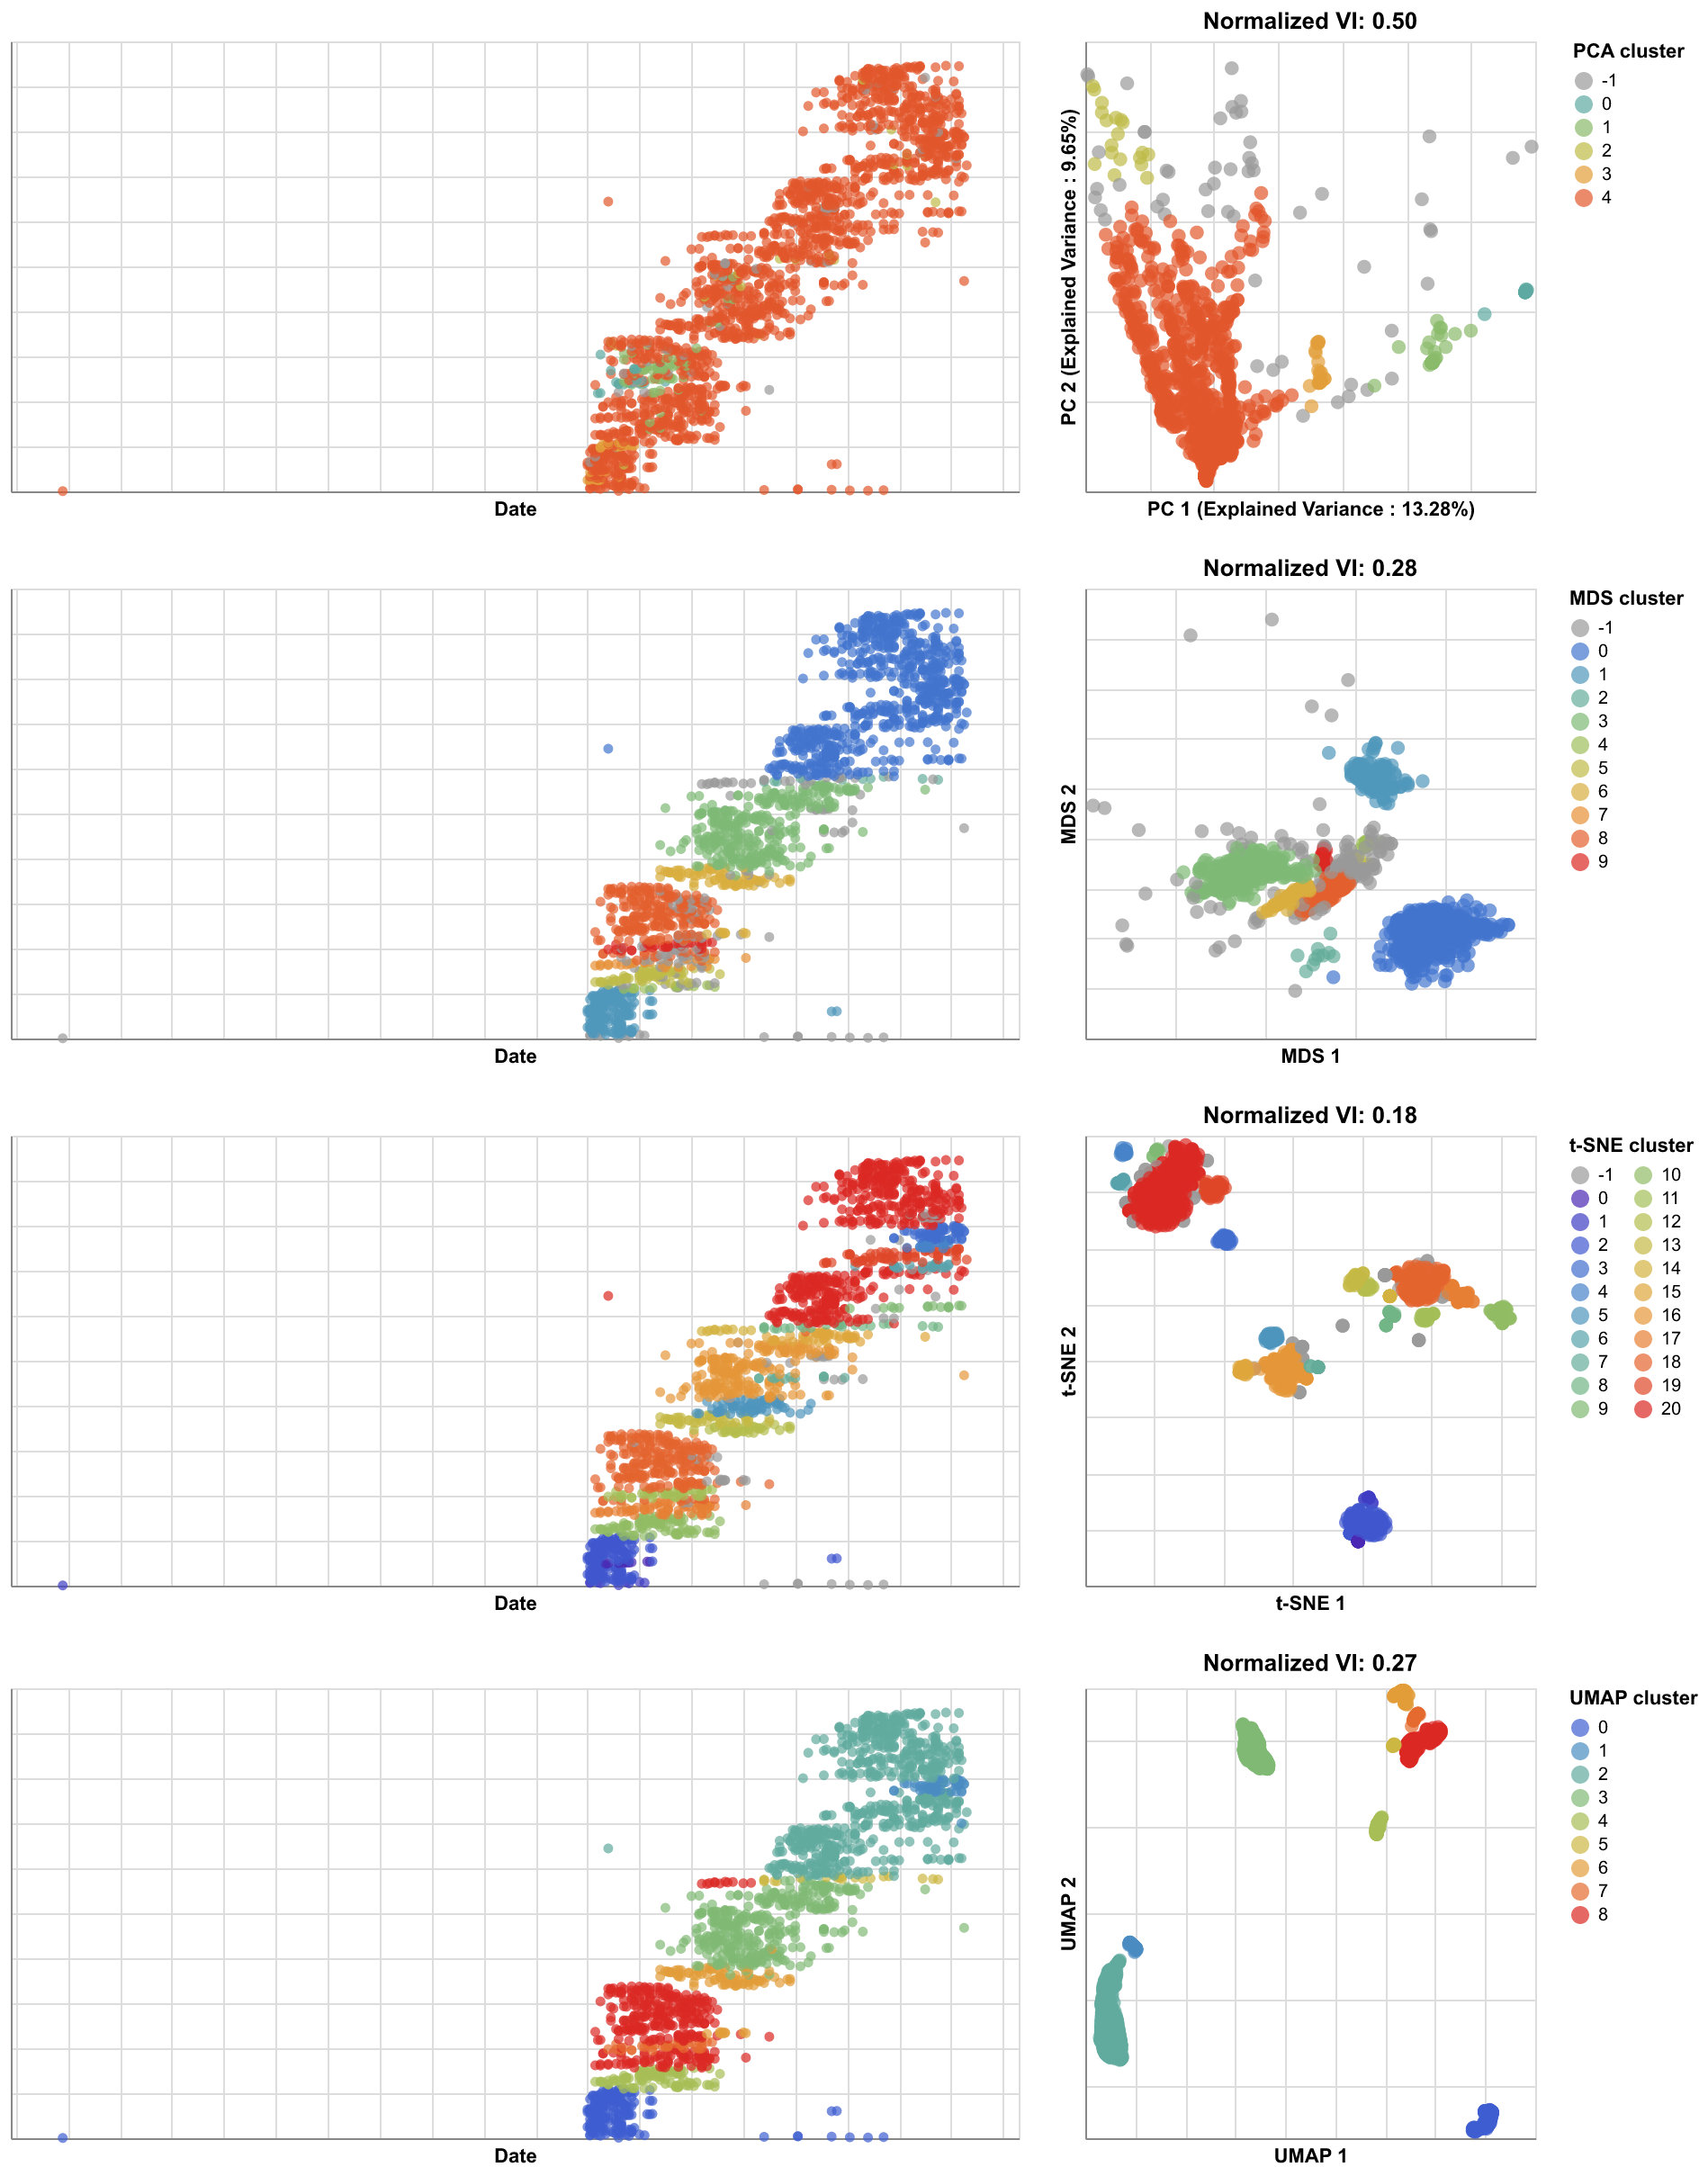 Normalized VI: 0.50
PC 2 (Explained Variance : 9.65%)
Date
PC 1 (Explained Variance : 13.28%)
PCA cluster
-1
0
1
2
3
4
Normalized VI: 0.28
MDS 2
Date
MDS 1
MDS cluster
-1
0
1
2
3
4
5
6
7
8
9
Normalized VI: 0.18
t-SNE 2
Date
t-SNE 1
t-SNE cluster
-1 10
0 11
1 12
2 13
3 14
4 15
5 16
6 17
7 18
8 19
9 20
Normalized VI: 0.27
UMAP 2
Date
UMAP 1
UMAP cluster
0
1
2
3
4
5
6
7
8